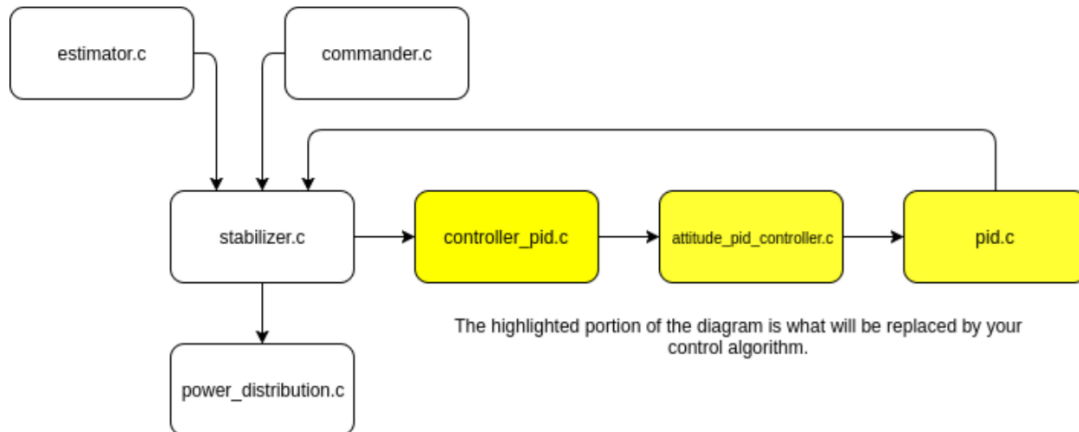 estimator.c
commander.c
stabilizer.c
controller_pid.c
attitude_pid_controller.c
pid.c
The highlighted portion of the diagram is what will be replaced by your
control algorithm.
power_distribution.c